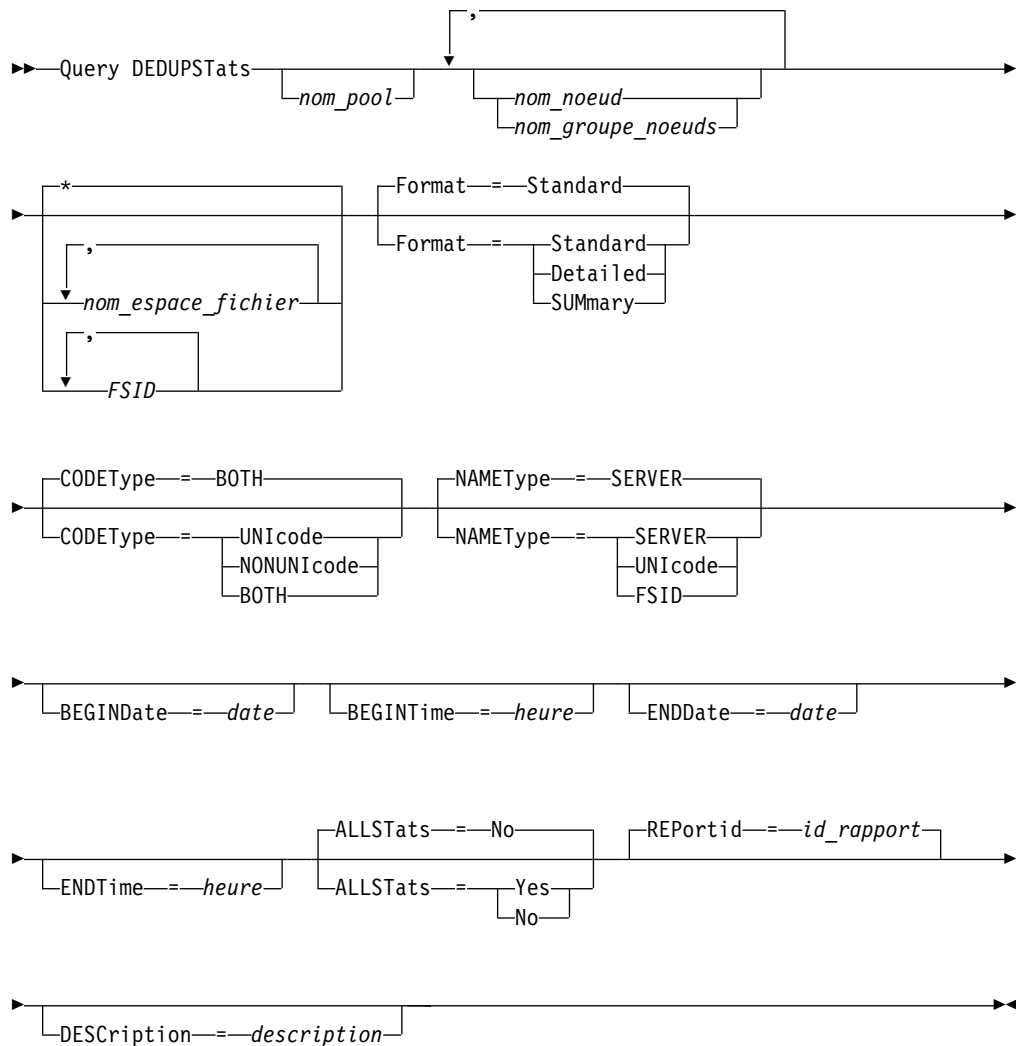 ,
Query DEDUPSTats
nom_pool
nom_noeud
nom_groupe_noeuds
*
,
nom_espace_fichier
,
FSID
Format = Standard
Format = Standard
Detailed
SUMmary
CODEType = BOTH
CODEType = UNIcode
NONUNIcode
BOTH
NAMEType = SERVER
NAMEType = SERVER
UNIcode
FSID
BEGINDate = date
BEGINTime = heure
ENDDate = date
ENDTime = heure
ALLSTats = No
ALLSTats = Yes
No
REPortid = id_rapport
DESCription = description